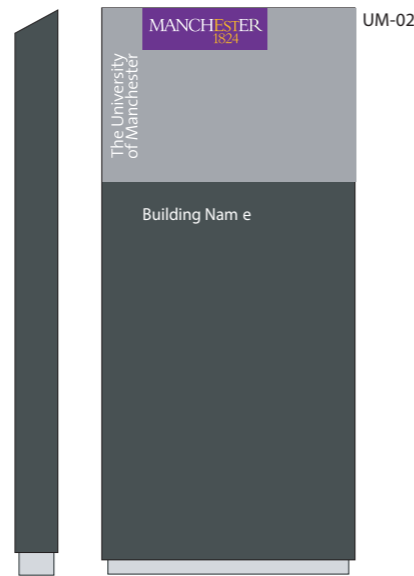 MANCHESTER
1824
UM-02
The University
of Manchester
Building Nam e